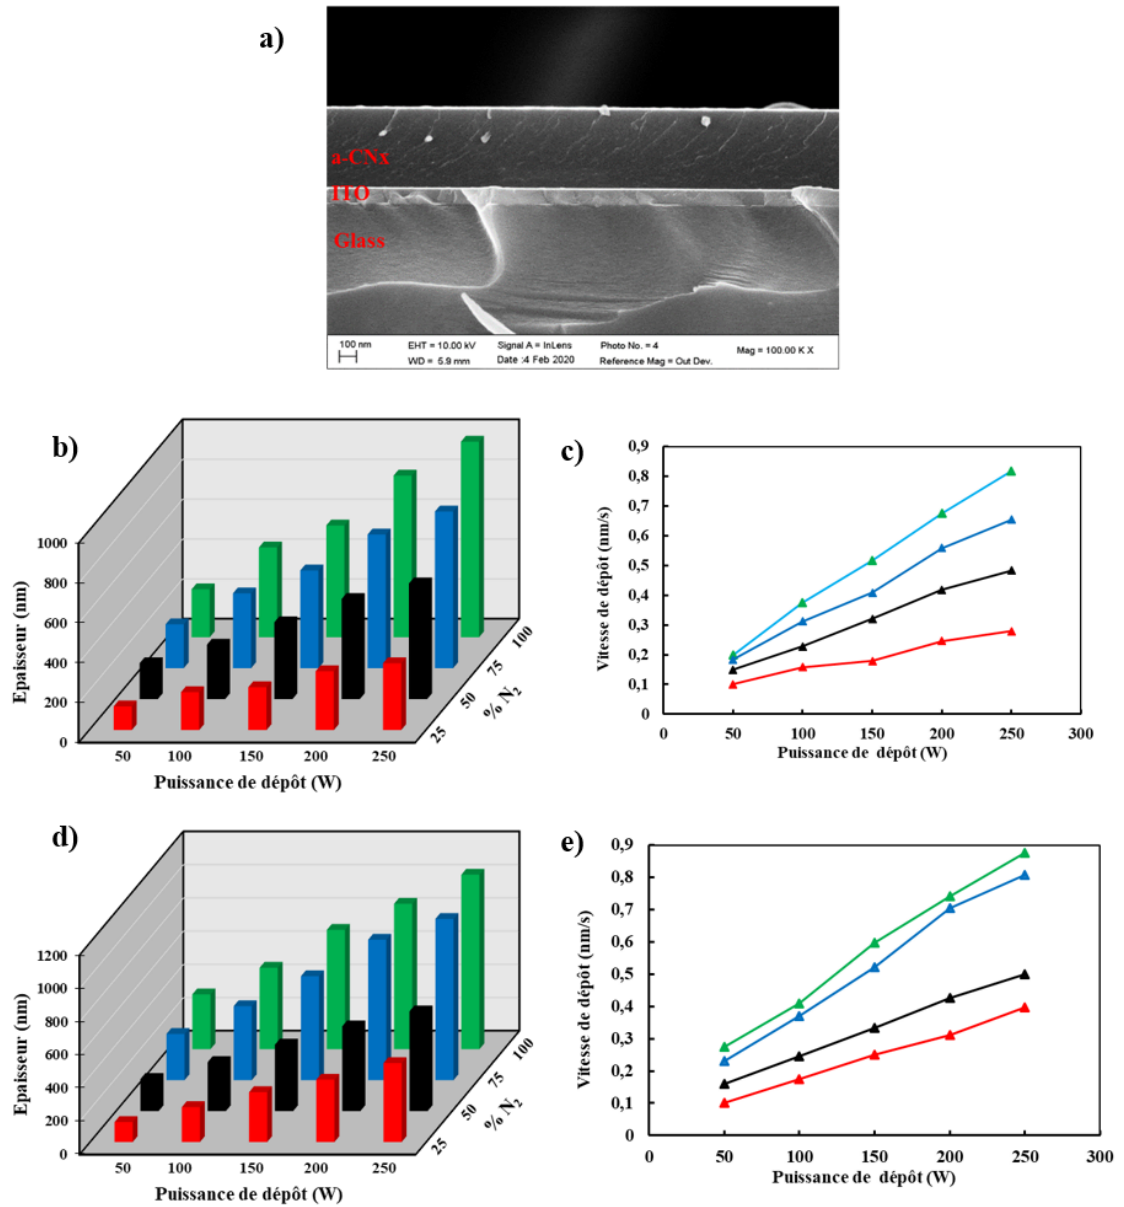 a)
a-CNx
ITO
Glass
100 nm
EHT = 10.00 kV
Signal A = InLens
Photo No. = 4
Mag = 100.00 K X
WD = 5.9 mm
Date :4 Feb 2020
Reference Mag = Out Dev.
b)
1000
800
600
400
200
0
Epaisseur (nm)
50
100
150
200
250
Puissance de dépôt (W)
25
50
75
100
% N₂
c)
0,9
0,8
0,7
0,6
0,5
0,4
0,3
0,2
0,1
0
Vitesse de dépôt (nm/s)
0
50
100
150
200
250
300
Puissance de dépôt (W)
d)
1200
1000
800
600
400
200
0
Epaisseur (nm)
50
100
150
200
250
Puissance de dépôt (W)
25
50
75
100
% N₂
e)
0,9
0,8
0,7
0,6
0,5
0,4
0,3
0,2
0,1
0
Vitesse de dépôt (nm/s)
0
50
100
150
200
250
300
Puissance de dépôt (W)